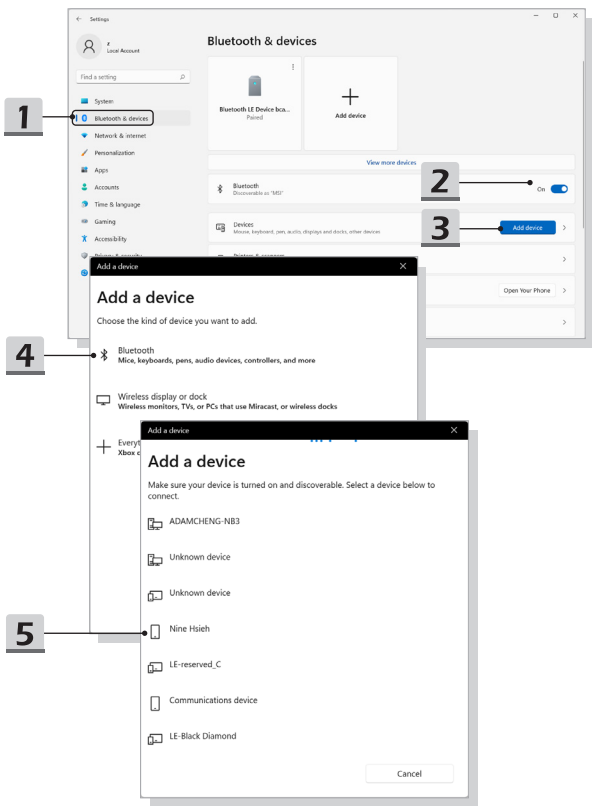 Settings
z
Local Account
Find a setting
System
Bluetooth & devices
Network & internet
Personalization
Apps
Accounts
Time & language
Gaming
Accessibility
Privacy & security
Bluetooth & devices
Bluetooth LE Device bca...
Paired
Add device
View more devices
Bluetooth
Discoverable as "MSI"
On
Devices
Mouse, keyboard, pen, audio, displays and docks, other devices
Add device
Printers & scanners
Open Your Phone
1
2
3
Add a device
Add a device
Choose the kind of device you want to add.
4
Bluetooth
Mice, keyboards, pens, audio devices, controllers, and more
Wireless display or dock
Wireless monitors, TVs, or PCs that use Miracast, or wireless docks
Everyt
Xbox c
Add a device
Add a device
Make sure your device is turned on and discoverable. Select a device below to
connect.
ADAMCHENG-NB3
Unknown device
Unknown device
5
Nine Hsieh
LE-reserved_C
Communications device
LE-Black Diamond
Cancel